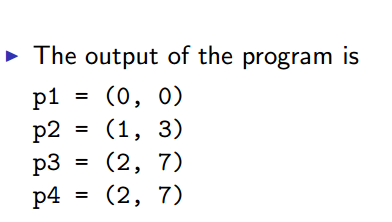 The output of the program is
p1 = (0, 0)
p2 = (1, 3)
p3 = (2, 7)
p4 = (2, 7)